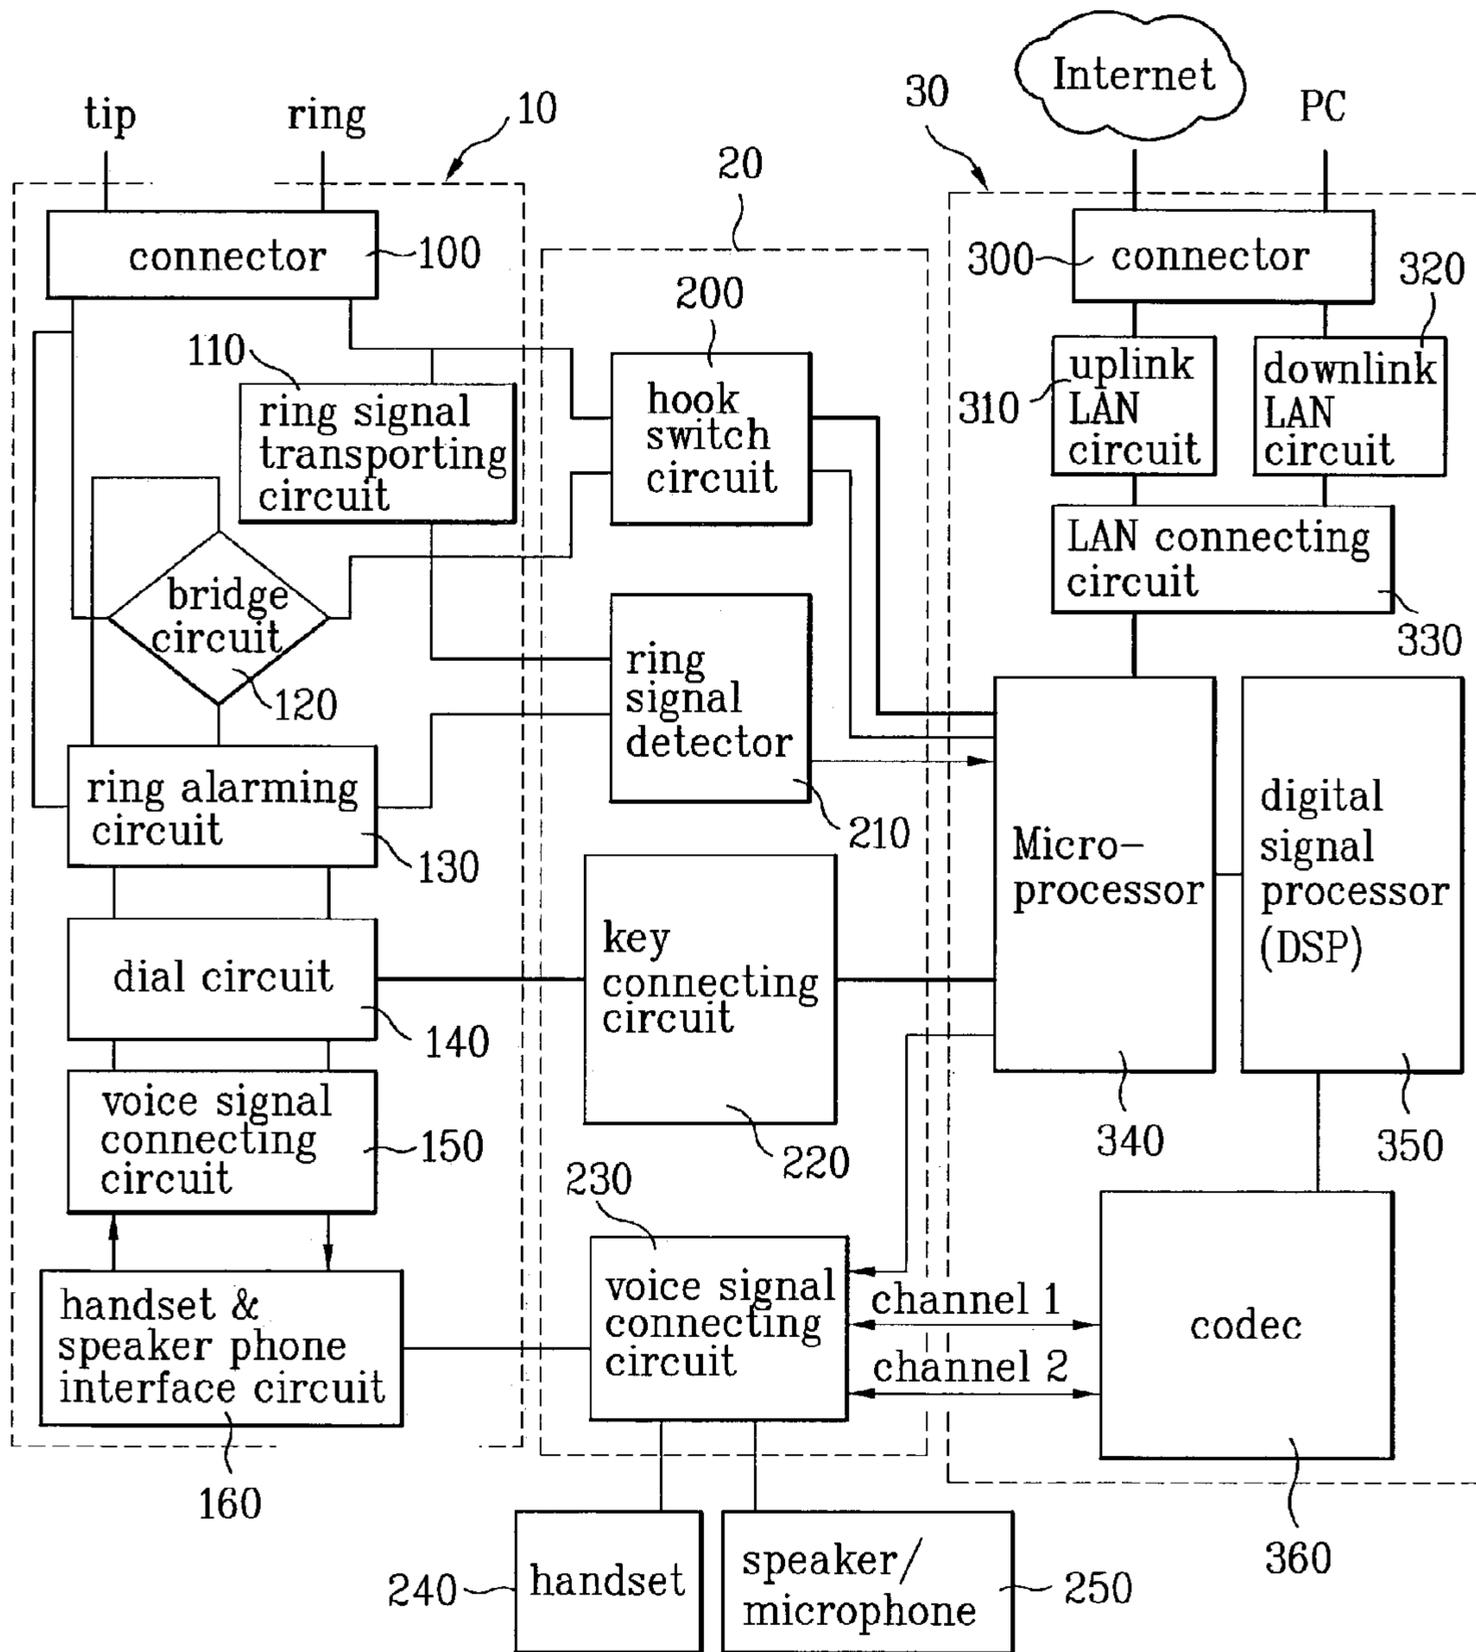 Internet
PC
30
tip
ring
10
20
connector
100
300
connector
320
200
110
ring signal
transporting
circuit
hook
switch
circuit
310
uplink
LAN
circuit
downlink
LAN
circuit
LAN connecting
circuit
330
bridge
circuit
120
ring
signal
detector
210
ring alarming
circuit
130
Micro-
processor
340
digital
signal
processor
(DSP)
350
dial circuit
140
key
connecting
circuit
220
voice signal
connecting
circuit
150
230
voice signal
connecting
circuit
channel 1
channel 2
codec
360
handset &
speaker phone
interface circuit
160
240
handset
speaker/
microphone
250